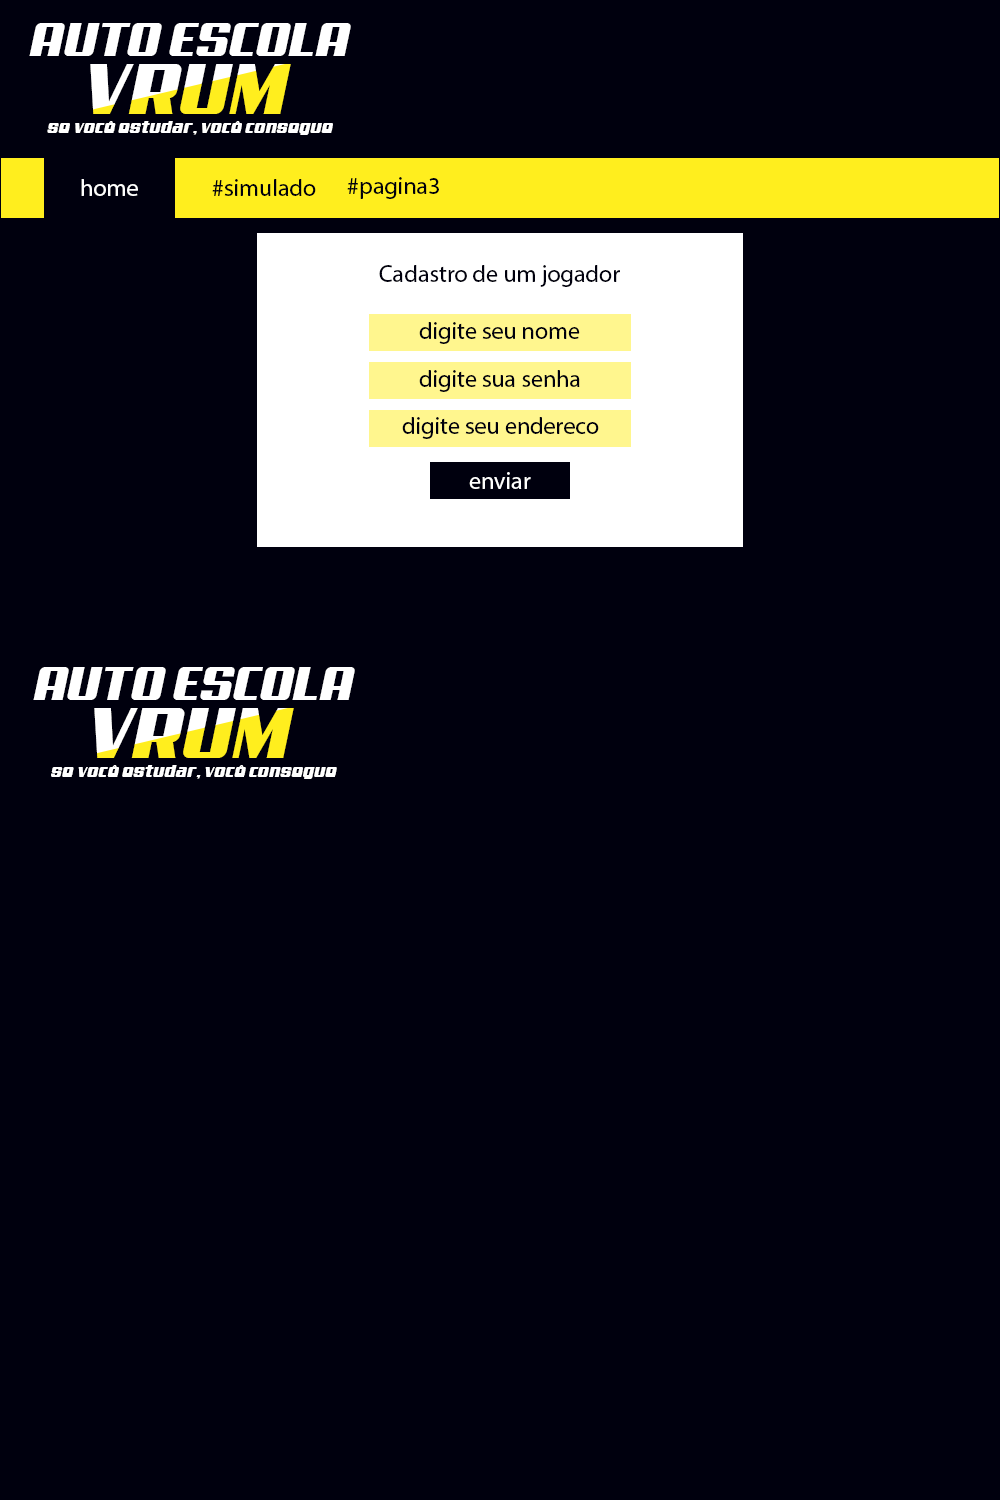 AUTO ESCOLA
VRUM
se você estudar, você consegue
home
#simulado
#pagina3
Cadastro de um jogador
digite seu nome
digite sua senha
digite seu endereco
enviar
AUTO ESCOLA
VRUM
se você estudar, você consegue